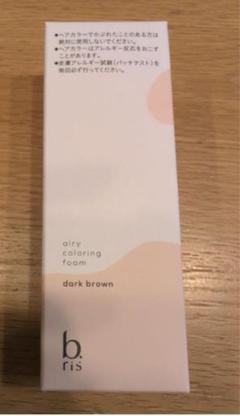 ●ヘアカラーでかぶれたことのある方は
絶対に使用しないでください。
●ヘアカラーはアレルギー反応をおこす
ことがあります。
●皮膚アレルギー試験(パッチテスト)を
毎回必ず行ってください。
airy
coloring
foam
dark brown
b.
ris